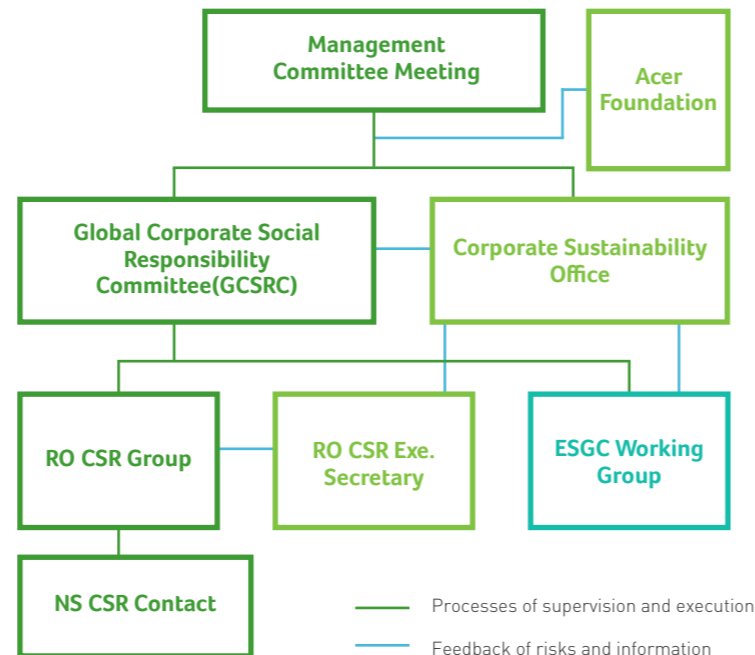 Management
Committee Meeting
Acer
Foundation
Global Corporate Social
Responsibility
Committee(GCSRC)
Corporate Sustainability
Office
RO CSR Group
RO CSR Exe.
Secretary
ESGC Working
Group
NS CSR Contact
Processes of supervision and execution
Feedback of risks and information